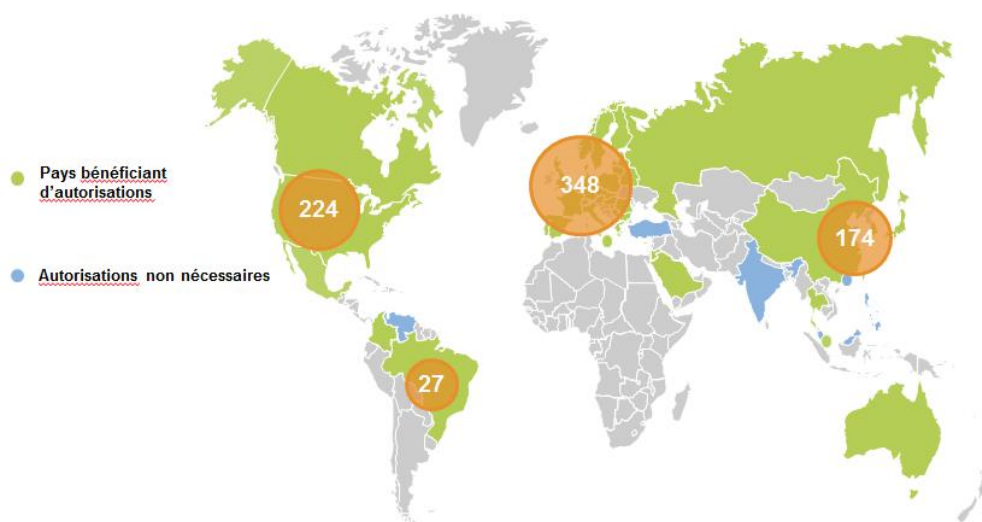 348
Pays bénéficiant
d'autorisations
224
174
Autorisations non nécessaires
27